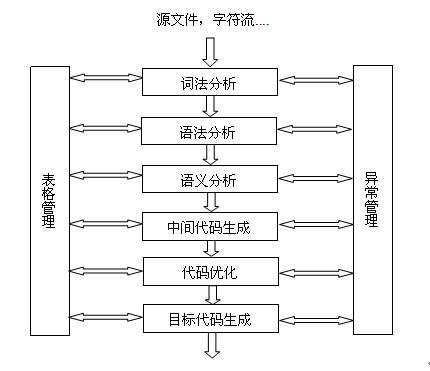 源文件，字符流....
词法分析
语法分析
语义分析
中间代码生成
代码优化
目标代码生成
表格管理
异常管理